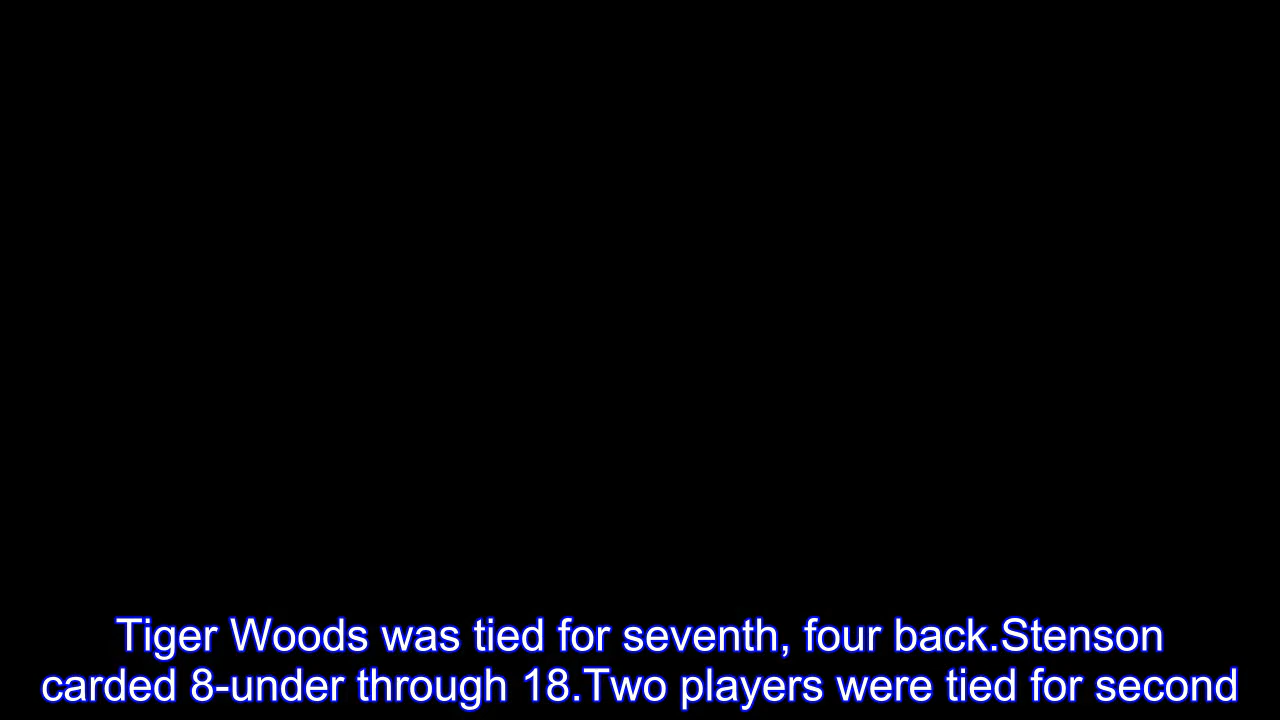 Tiger Woods was tied for seventh, four back.Stenson
carded 8-under through 18.Two players were tied for second